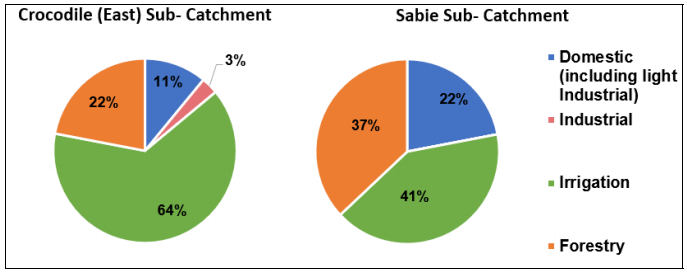 Crocodile (East) Sub- Catchment
11%
3%
64%
22%
Sabie Sub- Catchment
22%
41%
37%
Domestic
(including light
Industrial)
Industrial
Irrigation
Forestry